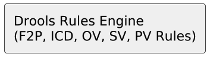 Drools Rules Engine
(F2P, ICD, OV, SV, PV Rules)